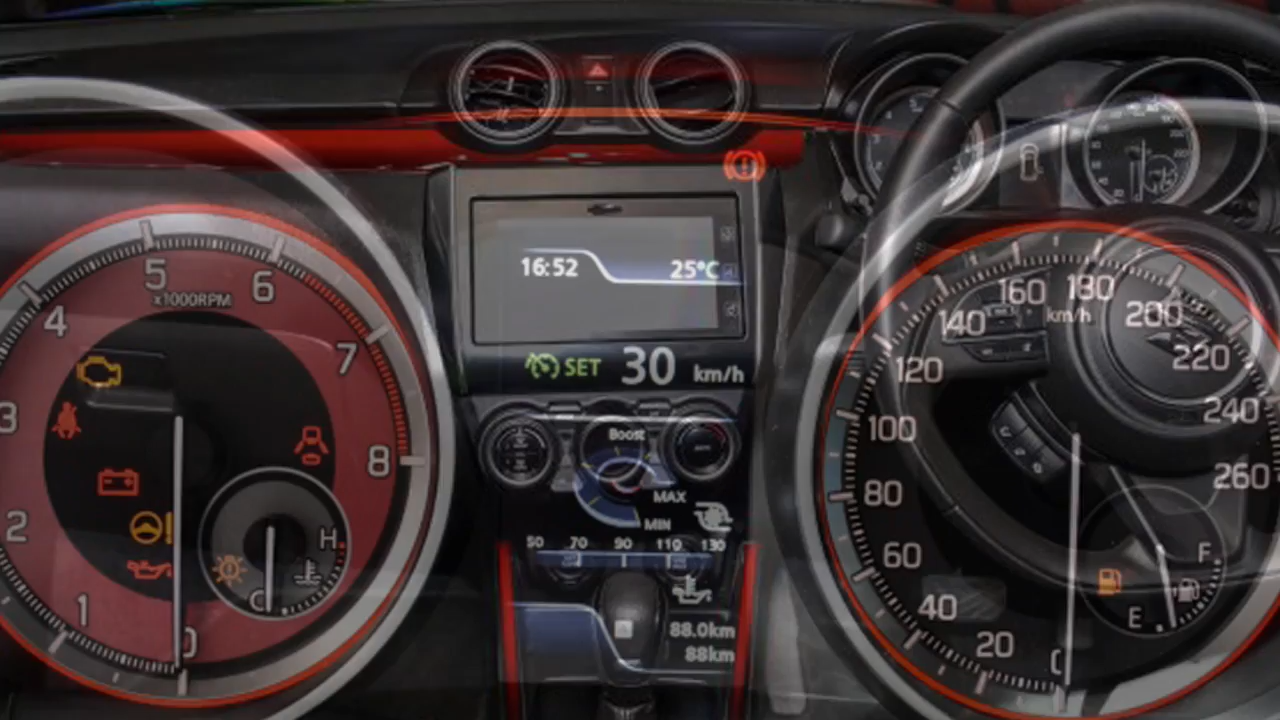 16:52 25°C
SET 30 km/h
5
x1000RPM
6
4
7
3
8
2
1
0
H
C
Boost
MAX
MIN
50 70 90 110 130
88.0km
88km
160 180
km/h
140
200
120
220
100
240
80
260
60
40
20
F
E